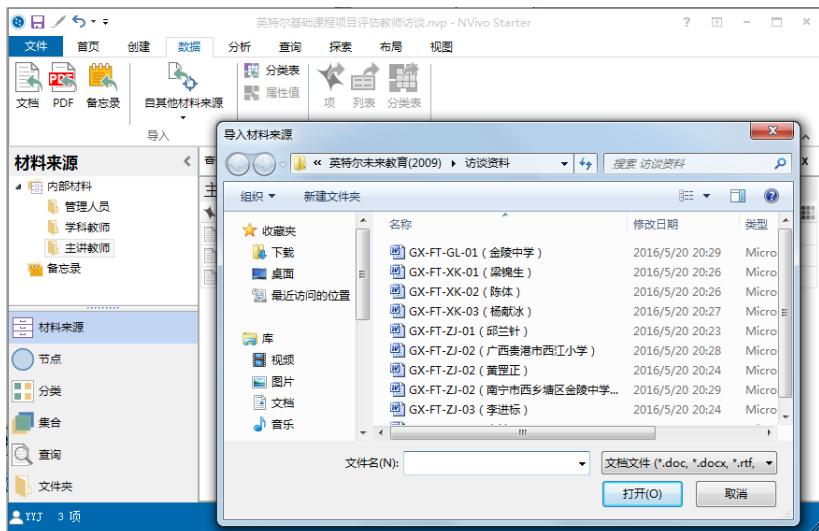 英特尔基础课程项目评估教师访谈.nvp - NVivo Starter
文件 首页 创建 数据 分析 查询 探索 布局 视图
文档 PDF 备忘录 自其他材料来源
分类表
属性值
项 列表 分类表
导入
导入材料来源
« 英特尔未来教育(2009) 访谈资料
搜索 访谈资料
组织 新建文件夹
材料来源
内部材料
管理人员
学科教师
主讲教师
备忘录
材料来源
节点
分类
集合
查询
文件夹
YYJ 3 项
收藏夹
下载
桌面
最近访问的位置
库
视频
图片
文档
音乐
名称 修改日期 类型
GX-FT-GL-01（金陵中学） 2016/5/20 20:29 Micro
GX-FT-XK-01（梁锦生） 2016/5/20 20:26 Micro
GX-FT-XK-02（陈体） 2016/5/20 20:26 Micro
GX-FT-XK-03（杨献冰） 2016/5/20 20:27 Micro
GX-FT-ZJ-01（邱兰针） 2016/5/20 20:23 Micro
GX-FT-ZJ-02（广西贵港市西江小学） 2016/5/20 20:28 Micro
GX-FT-ZJ-02（黄罡正） 2016/5/20 20:24 Micro
GX-FT-ZJ-02（南宁市西乡塘区金陵中学... 2016/5/20 20:29 Micro
GX-FT-ZJ-03（李进标） 2016/5/20 20:24 Micro
文件名(N):
文档文件 (*.doc, *.docx, *.rtf,
打开(O) 取消